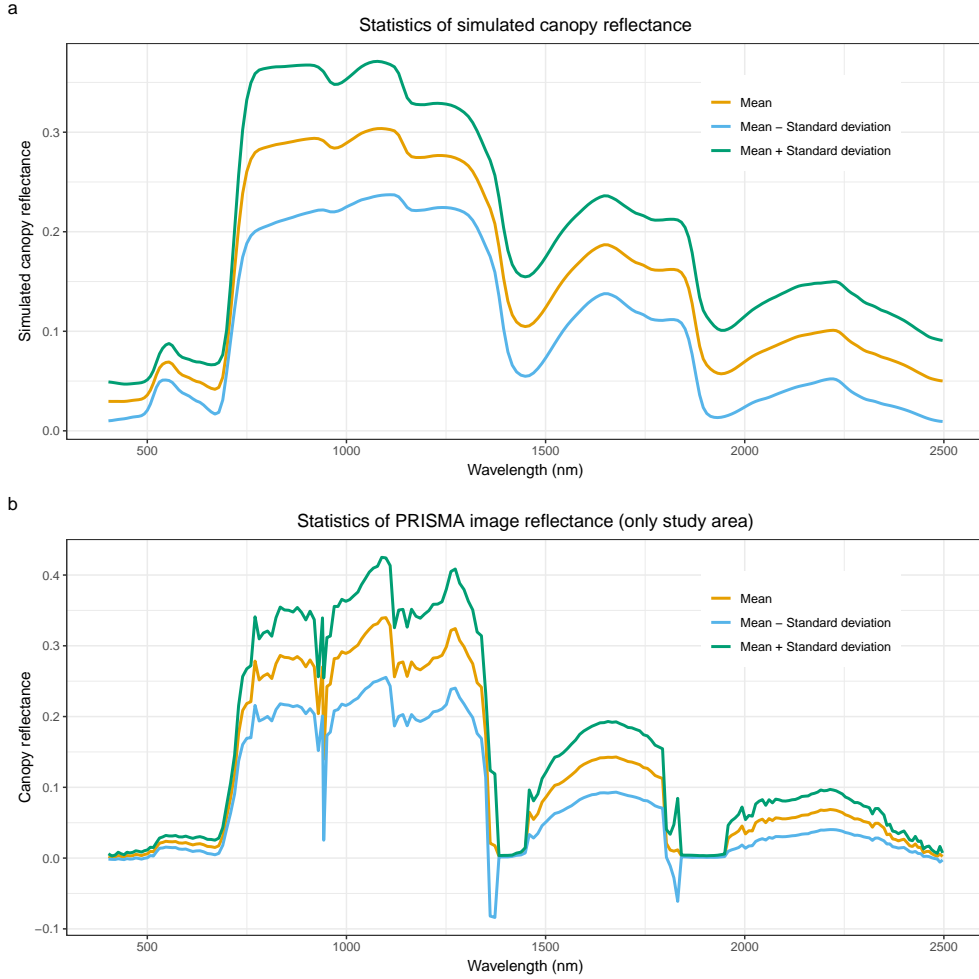 a
Statistics of simulated canopy reflectance
Simulated canopy reflectance
0.3
0.2
0.1
0.0
Mean
Mean − Standard deviation
Mean + Standard deviation
500 1000 1500 2000 2500
Wavelength (nm)
b
Statistics of PRISMA image reflectance (only study area)
Canopy reflectance
0.4
0.3
0.2
0.1
0.0
−0.1
Mean
Mean − Standard deviation
Mean + Standard deviation
500 1000 1500 2000 2500
Wavelength (nm)